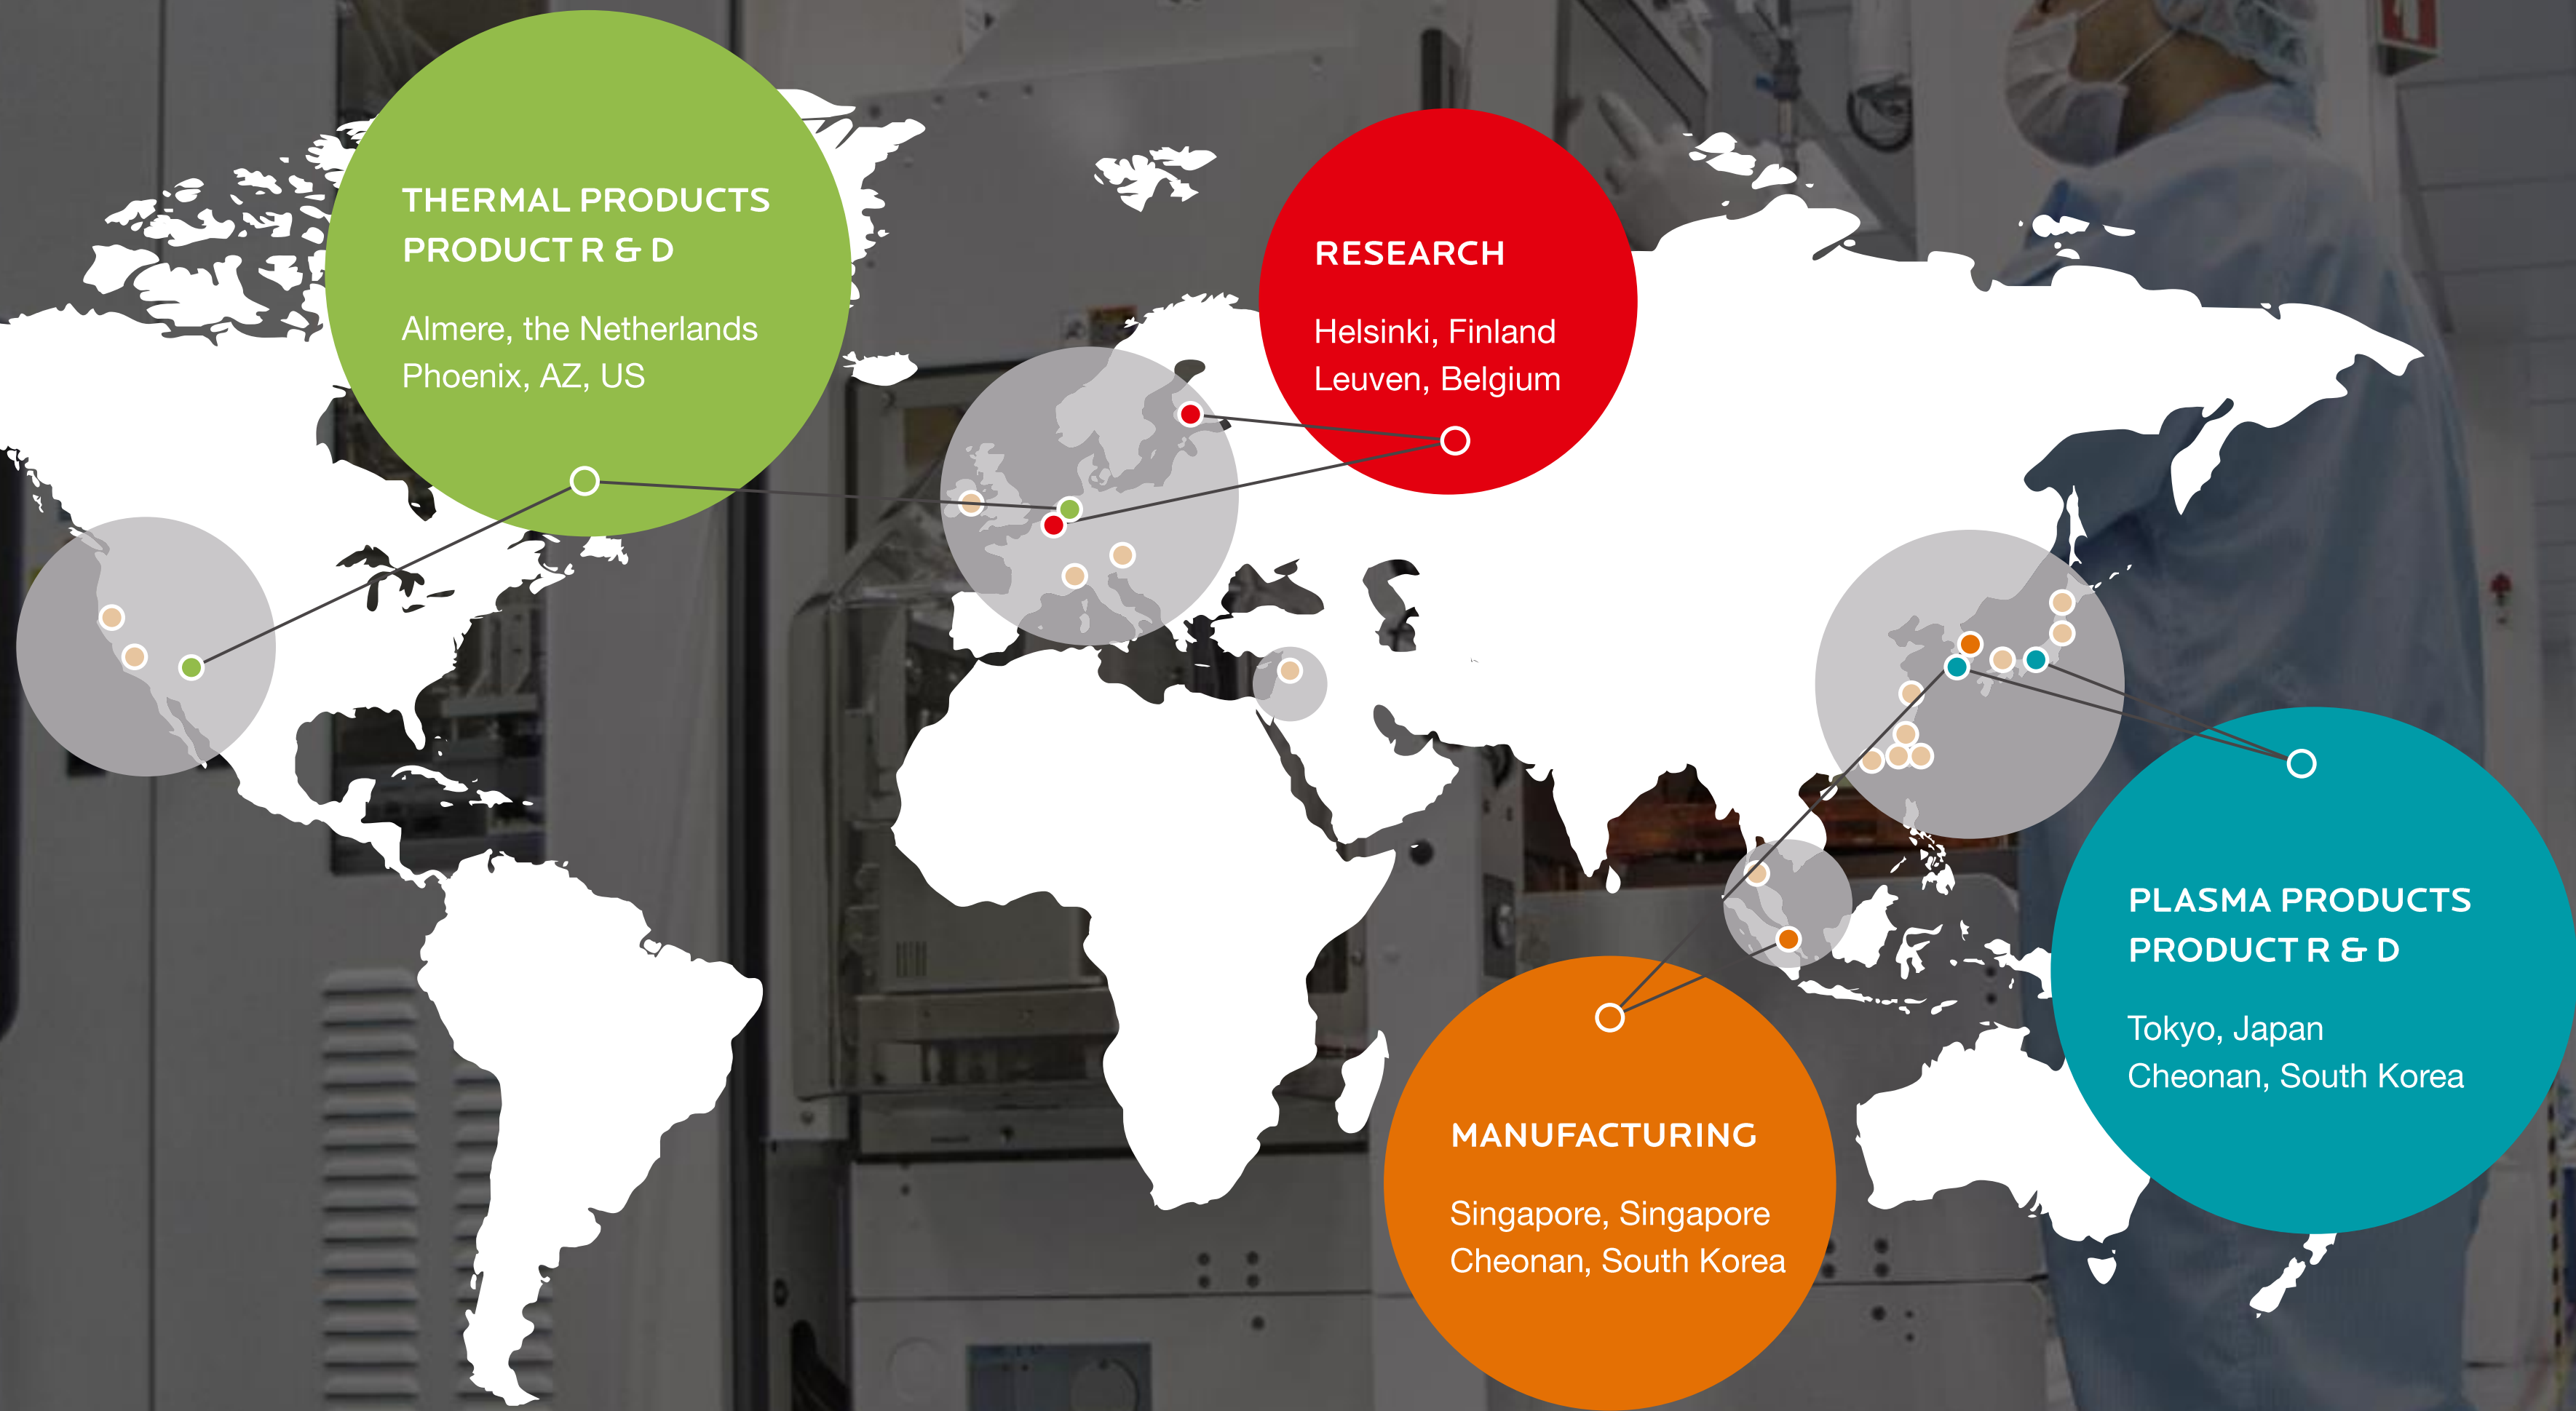 THERMAL PRODUCTS
PRODUCT R & D
Almere, the Netherlands
Phoenix, AZ, US
RESEARCH
Helsinki, Finland
Leuven, Belgium
PLASMA PRODUCTS
PRODUCT R & D
Tokyo, Japan
Cheonan, South Korea
MANUFACTURING
Singapore, Singapore
Cheonan, South Korea